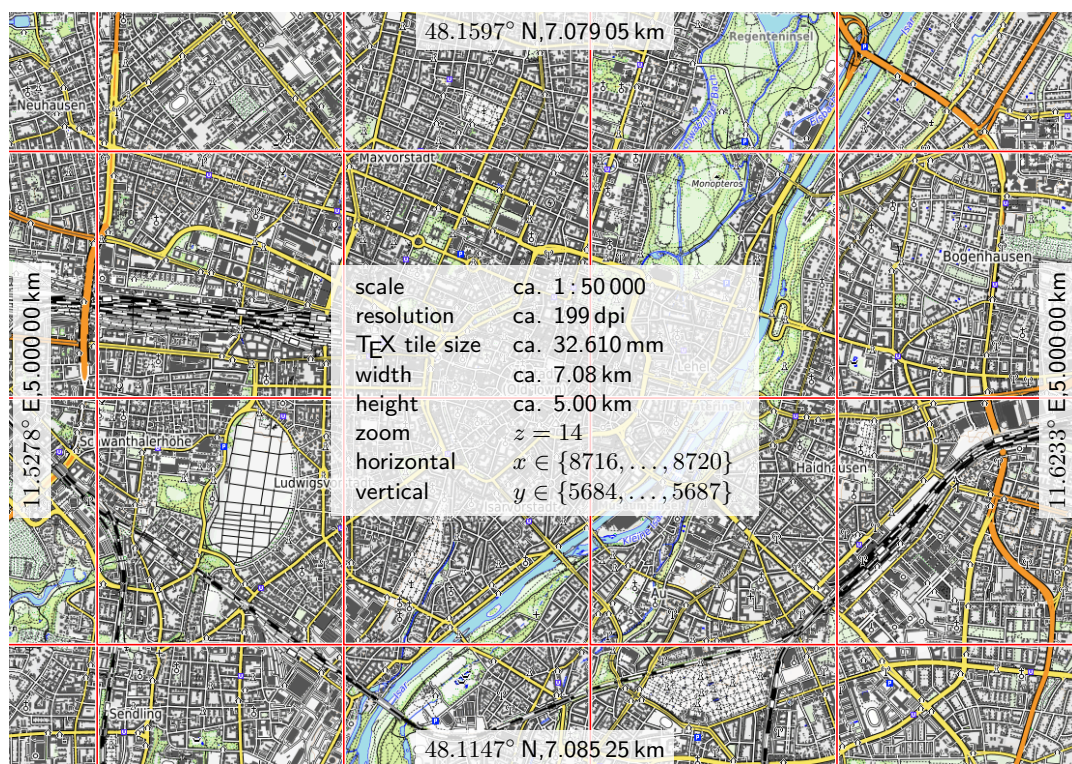 48.1597° N,7.079 05 km
Regenteninsel
Neuhausen
Maxvorstadt
Monopteros
Bogenhausen
11.5278° E,5.000 00 km
11.6233° E,5.000 00 km
scale ca. 1 : 50 000
resolution ca. 199 dpi
TEX tile size ca. 32.610 mm
width ca. 7.08 km
height ca. 5.00 km
zoom z = 14
horizontal x ∈ {8716, . . . , 8720}
vertical y ∈ {5684, . . . , 5687}
Lehel
Schwanthalerhöhe
Haidhausen
Ludwigsvorstadt
Isarvorstadt
Au
Isar
Sendling
48.1147° N,7.085 25 km